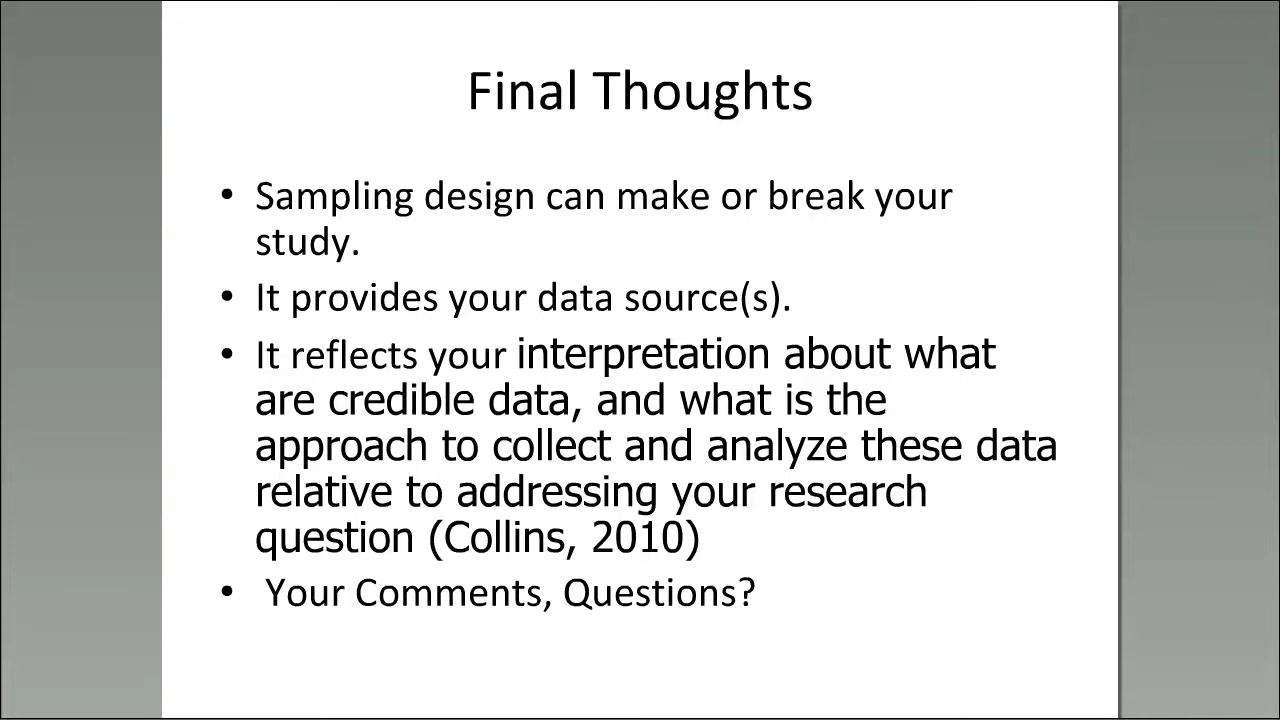 Final Thoughts
• Sampling design can make or break your
study.
• It provides your data source(s).
• It reflects your interpretation about what
are credible data, and what is the
approach to collect and analyze these data
relative to addressing your research
question (Collins, 2010)
• Your Comments, Questions?